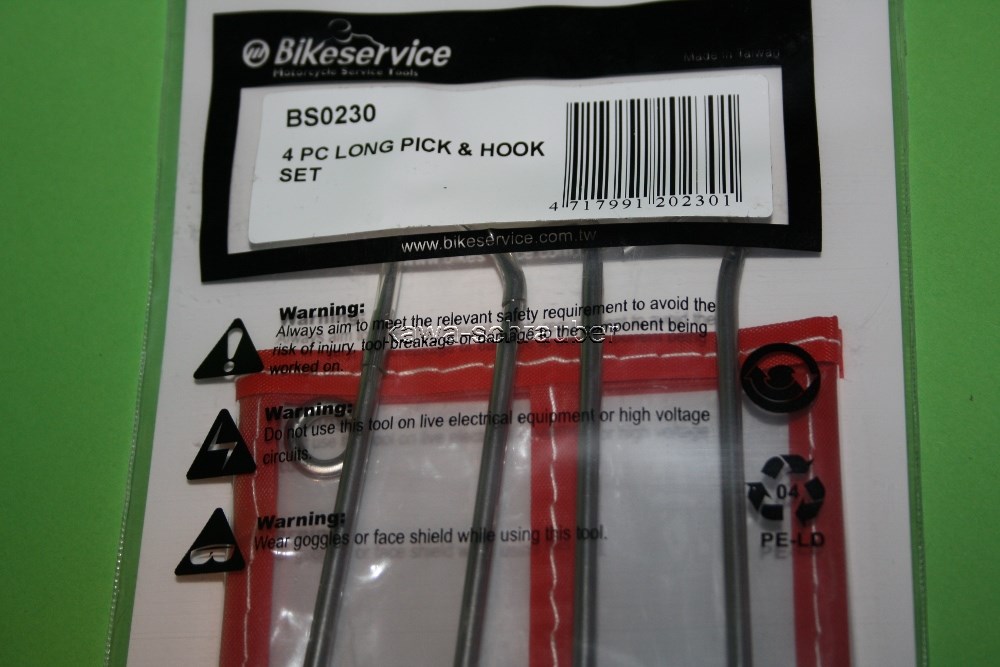 Bikeservice
Motorcycle Service Tools
Made in Taiwan
BS0230
4 PC LONG PICK & HOOK
SET
4 717991 202301
www.bikeservice.com.tw
Warning:
Always aim to meet the relevant safety requirement to avoid the
risk of injury, tool breakage or damage to the component being
worked on.
kawa-schrauber
Warning:
Do not use this tool on live electrical equipment or high voltage
circuits.
04
PE-LD
Warning:
Wear goggles or face shield while using this tool.